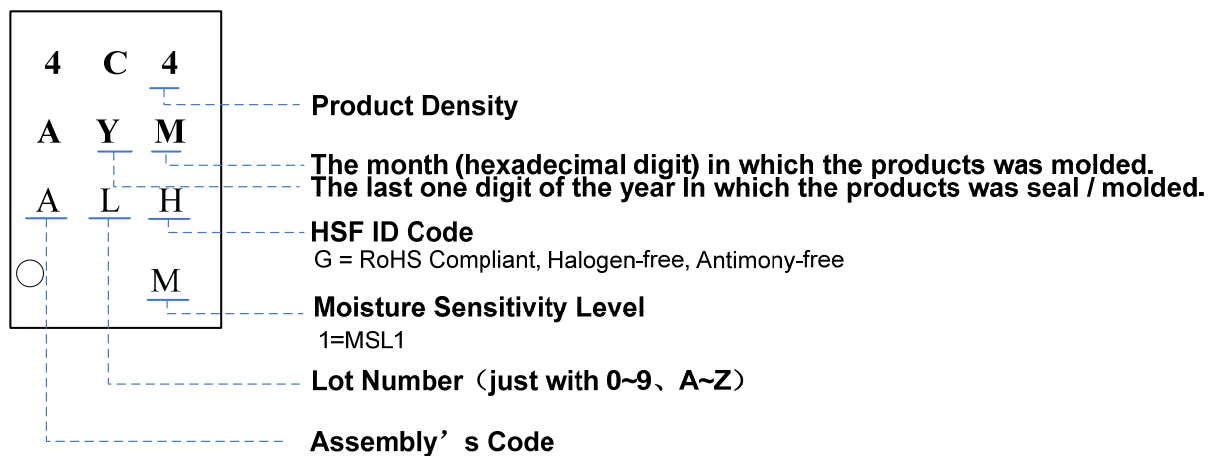 4 C 4
Product Density
A Y M
The month (hexadecimal digit) in which the products was molded.
The last one digit of the year In which the products was seal / molded.
A L H
HSF ID Code
G = RoHS Compliant, Halogen-free, Antimony-free
M
Moisture Sensitivity Level
1=MSL1
Lot Number（just with 0~9、A~Z）
Assembly’s Code